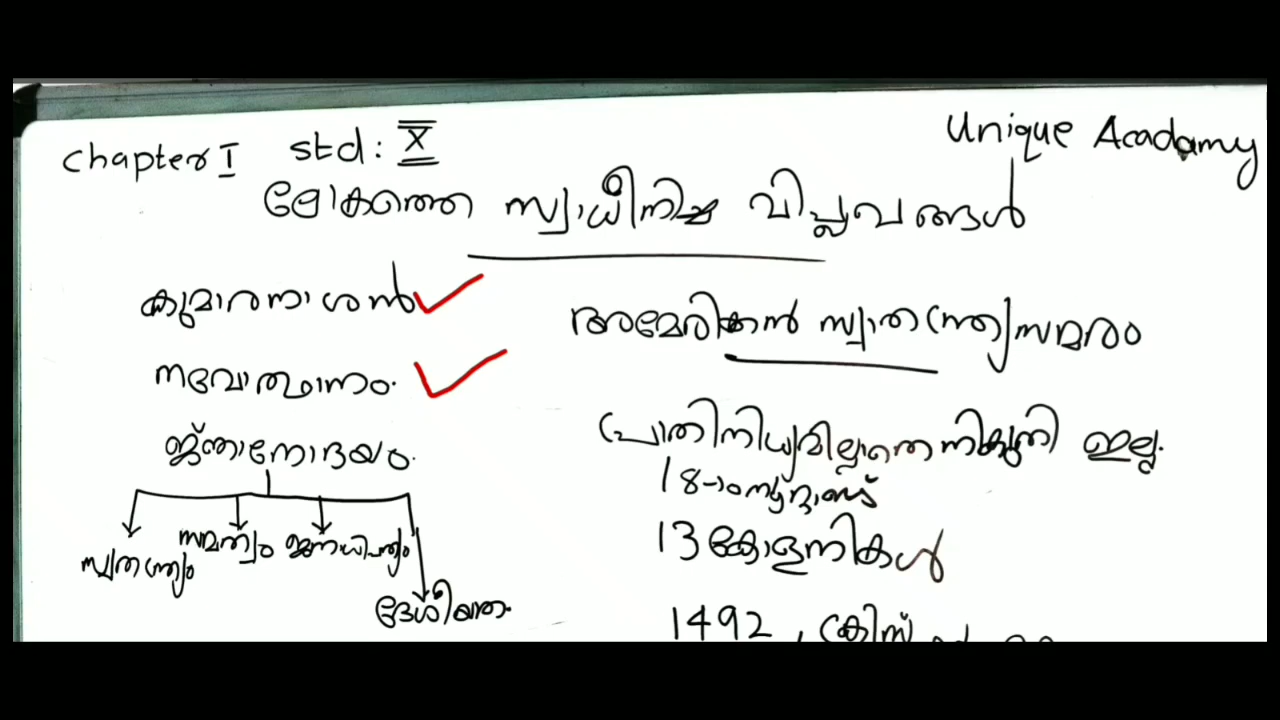 Unique Acadamy
Chapter I std: X
ലോകത്തെ സ്വാധീനിച്ച വിപ്ലവങ്ങൾ
കുമാരനാശാൻ
നവോത്ഥാനം
ജ്ഞാനോദയം
സ്വാതന്ത്ര്യം സമത്വം ജനാധിപത്യം
ദേശീയത
അമേരിക്കൻ സ്വാതന്ത്ര്യസമരം
പ്രാതിനിധ്യമില്ലാതെ നികുതി ഇല്ല
18-ാം നൂറ്റാണ്ട്
13 കോളനികൾ
1492,